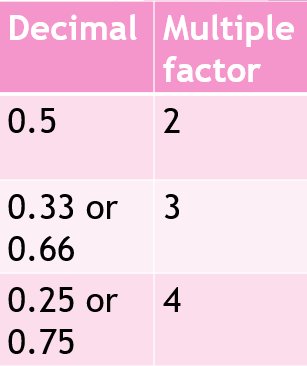 Decimal Multiple
factor
0.5 2
0.33 or 3
0.66
0.25 or 4
0.75